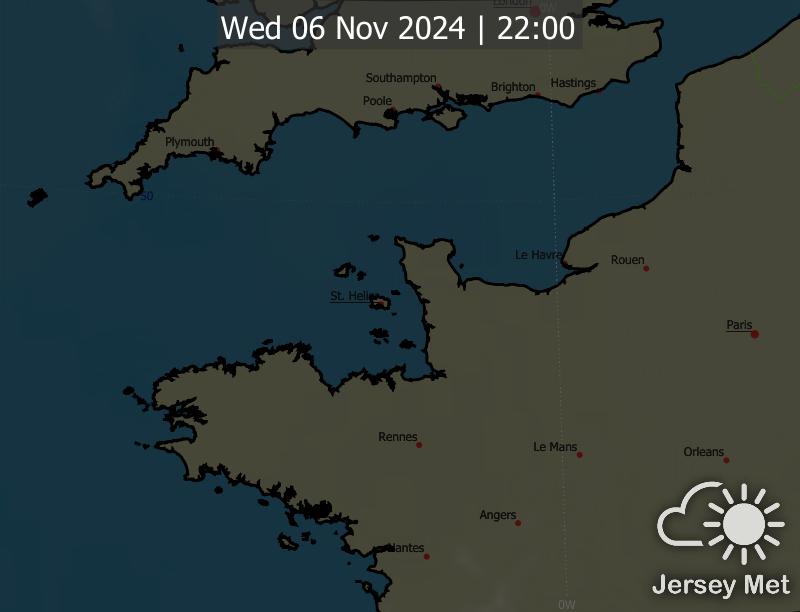 London
0W
Wed 06 Nov 2024 | 22:00
Southampton
Brighton
Hastings
Poole
Plymouth
50
Le Havre
Rouen
St. Helier
Paris
Rennes
Le Mans
Orleans
Angers
Nantes
Jersey Met
0W